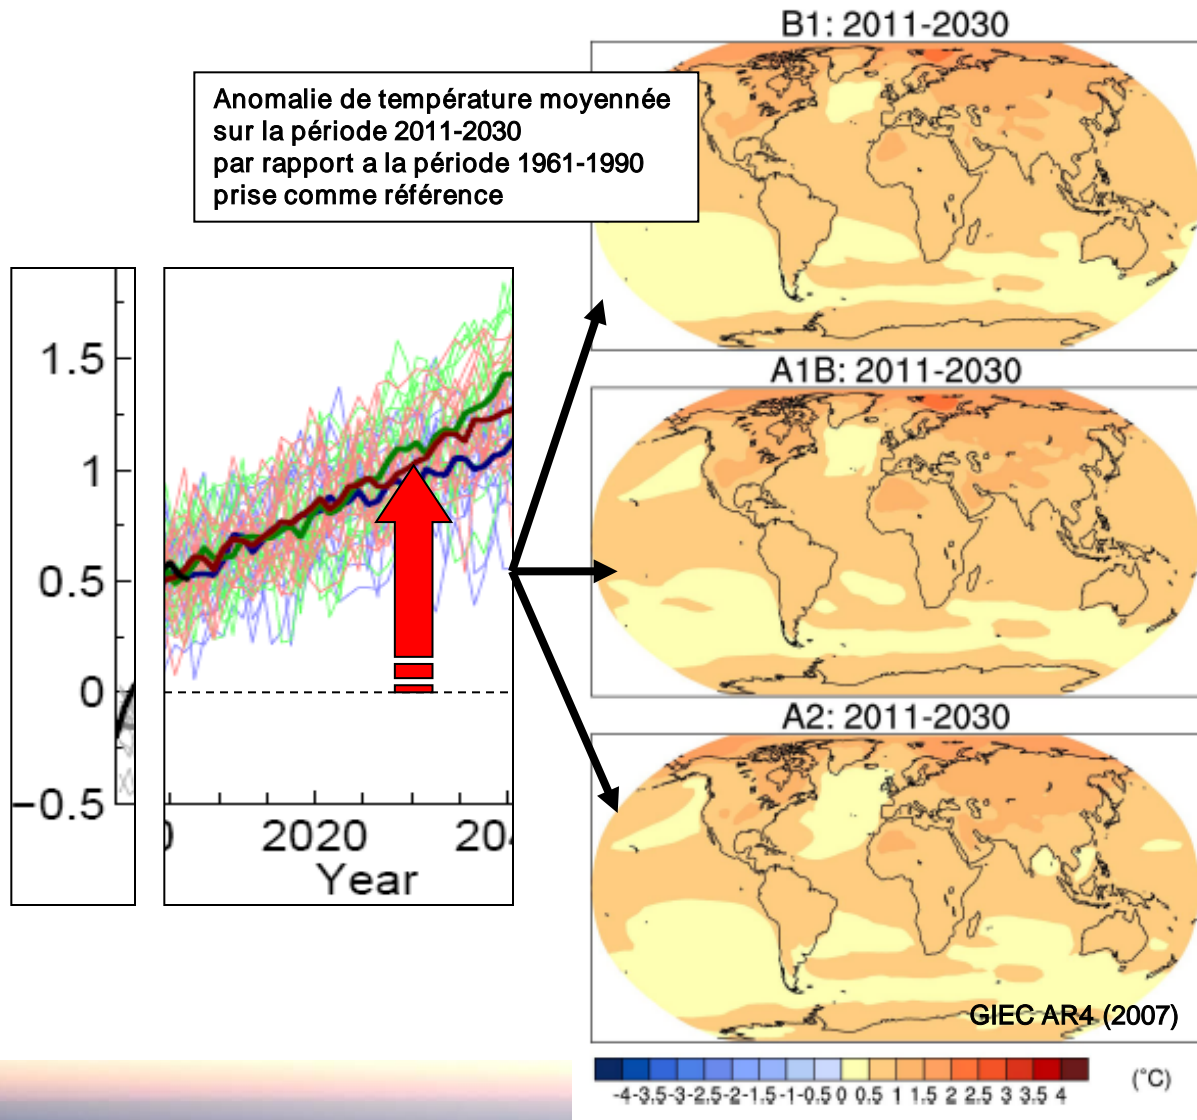 B1: 2011-2030
Anomalie de température moyennée
sur la période 2011-2030
par rapport a la période 1961-1990
prise comme référence
1.5
1
0.5
0
−0.5
0 2020 204
Year
A1B: 2011-2030
A2: 2011-2030
GIEC AR4 (2007)
-4-3.5-3-2.5-2-1.5-1-0.5 0 0.5 1 1.5 2 2.5 3 3.5 4
(°C)